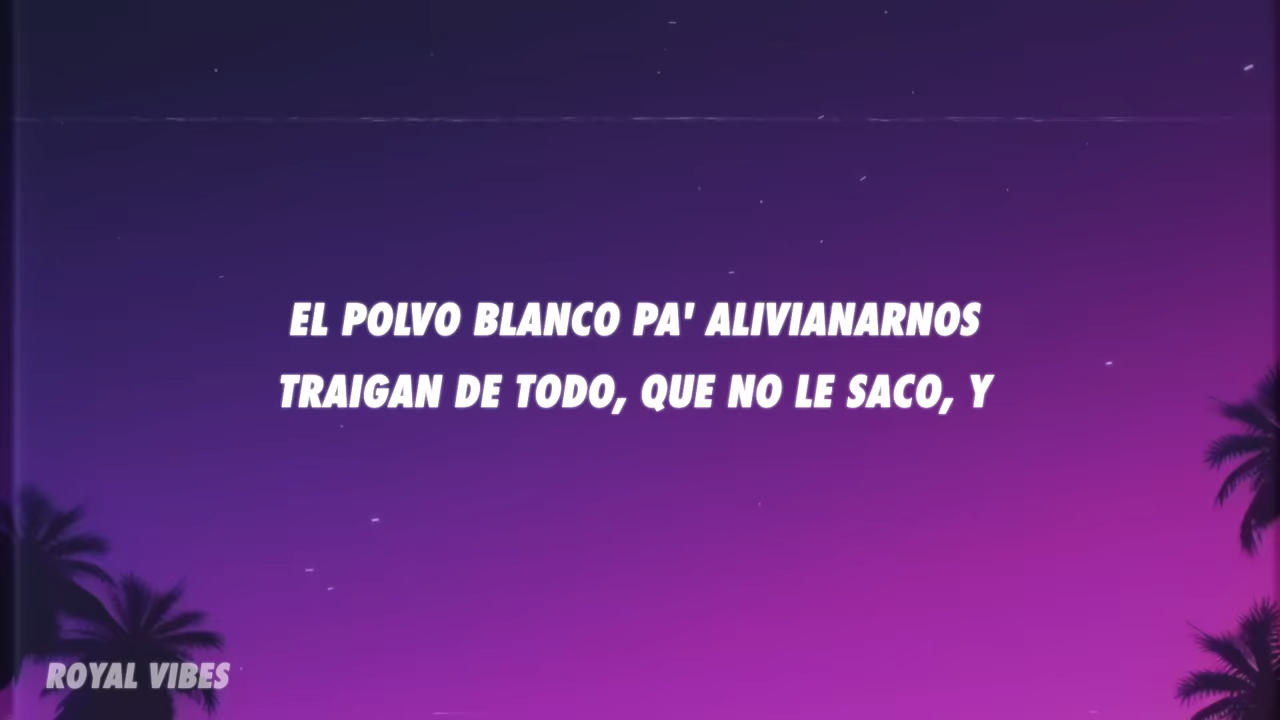 EL POLVO BLANCO PA' ALIVIANARNOS
TRAIGAN DE TODO, QUE NO LE SACO, Y
ROYAL VIBES